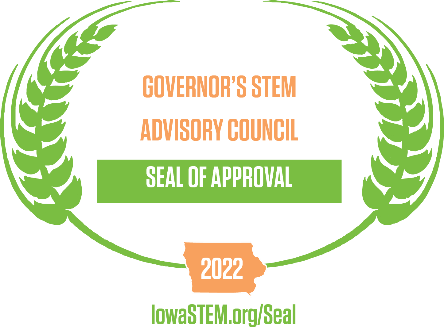 GOVERNOR'S STEM
ADVISORY COUNCIL
SEAL OF APPROVAL
2022
IowaSTEM.org/Seal